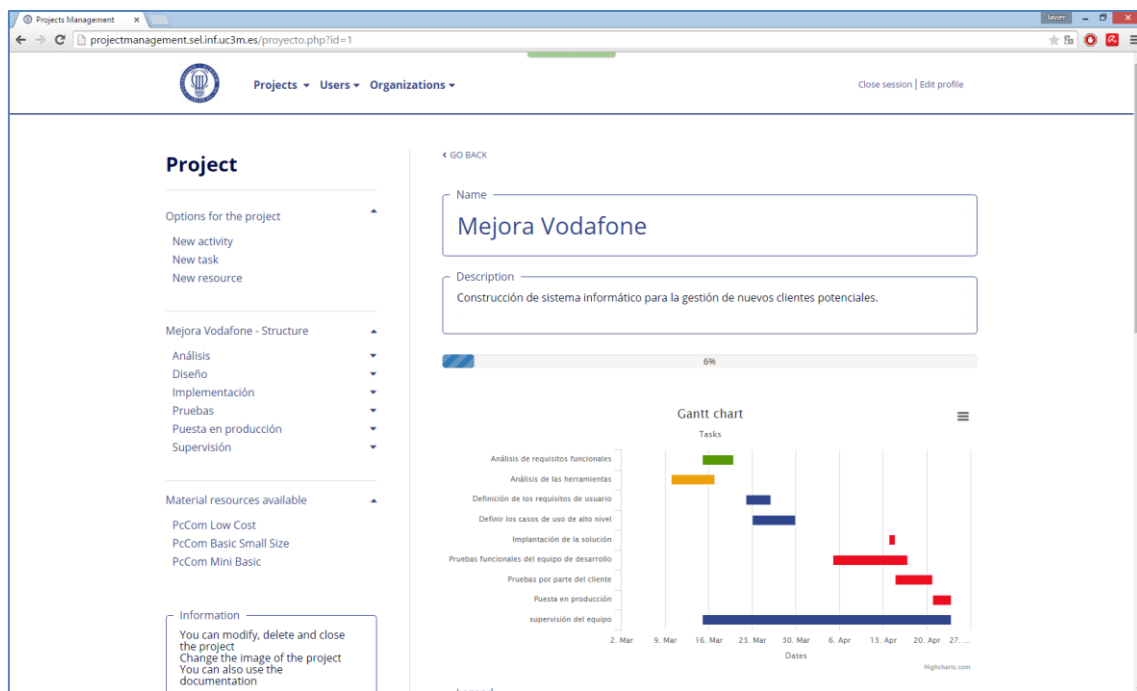 Projects Management
Javier
projectmanagement.sel.inf.uc3m.es/proyecto.php?id=1
Projects Users Organizations
Close session | Edit profile
Project
Options for the project
New activity
New task
New resource
Mejora Vodafone - Structure
Análisis
Diseño
Implementación
Pruebas
Puesta en producción
Supervisión
Material resources available
PcCom Low Cost
PcCom Basic Small Size
PcCom Mini Basic
Information
You can modify, delete and close
the project
Change the image of the project
You can also use the
documentation
GO BACK
Name
Mejora Vodafone
Description
Construcción de sistema informático para la gestión de nuevos clientes potenciales.
6%
Gantt chart
Tasks
Análisis de requisitos funcionales
Análisis de las herramientas
Definición de los requisitos de usuario
Definir los casos de uso de alto nivel
Implantación de la solución
Pruebas funcionales del equipo de desarrollo
Pruebas por parte del cliente
Puesta en producción
supervisión del equipo
2. Mar 9. Mar 16. Mar 23. Mar 30. Mar 6. Apr 13. Apr 20. Apr 27. ...
Dates
Highcharts.com